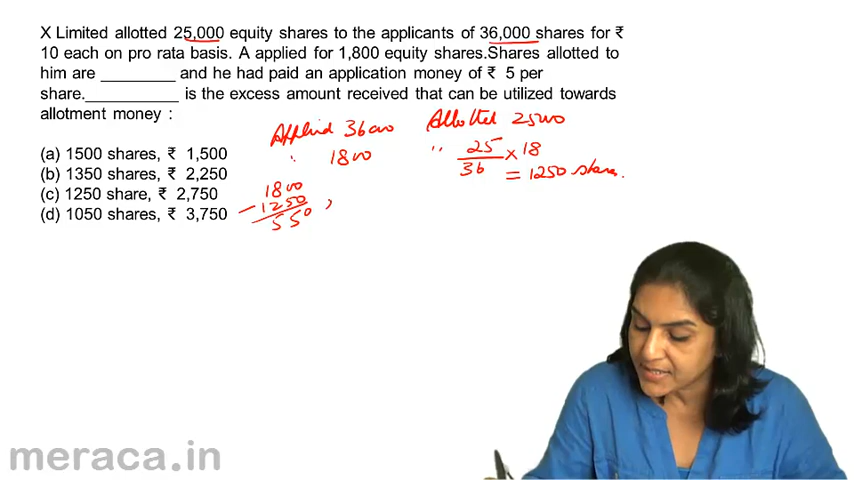 X Limited allotted 25,000 equity shares to the applicants of 36,000 shares for ₹
10 each on pro rata basis. A applied for 1,800 equity shares.Shares allotted to
him are _________ and he had paid an application money of ₹ 5 per
share.___________ is the excess amount received that can be utilized towards
allotment money :
(a) 1500 shares, ₹ 1,500
(b) 1350 shares, ₹ 2,250
(c) 1250 share, ₹ 2,750
(d) 1050 shares, ₹ 3,750
Applied 36000
" 1800
Allotted 25000
" 25/36 × 18
= 1250 shares.
1800
- 1250
550,
meraca.in